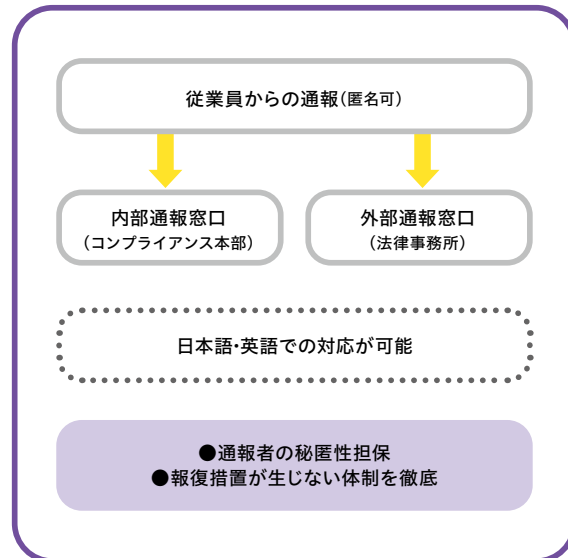 従業員からの通報(匿名可)
内部通報窓口
(コンプライアンス本部)
外部通報窓口
(法律事務所)
日本語・英語での対応が可能
●通報者の秘匿性担保
●報復措置が生じない体制を徹底